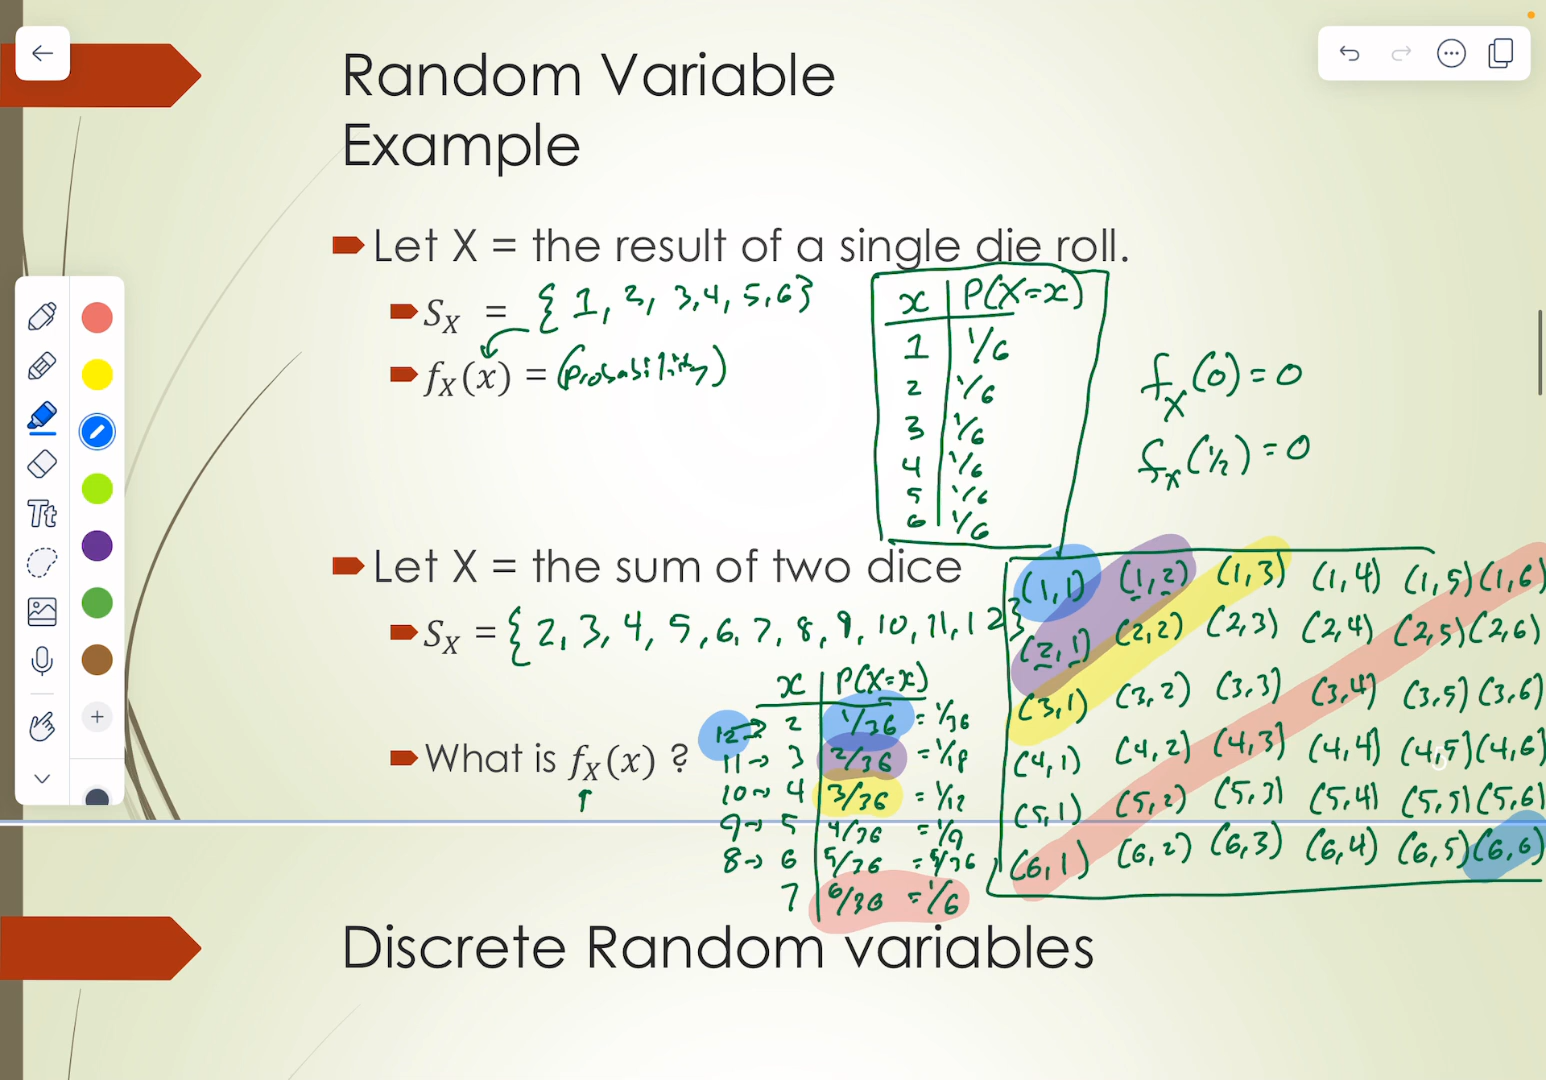 Random Variable
Example
Let X = the result of a single die roll.
S_X = { 1, 2, 3,4, 5,6}
f_X(x) = (Probability)
x | P(X=x)
1 | 1/6
2 | 1/6
3 | 1/6
4 | 1/6
5 | 1/6
6 | 1/6
f_X(0) = 0
f_X(1/2) = 0
Let X = the sum of two dice
S_X = { 2, 3, 4, 5, 6, 7, 8, 9, 10, 11, 12}
What is f_X(x) ?
x | P(X=x)
12→ 2 | 1/36 = 1/36
11→ 3 | 2/36 = 1/18
10→ 4 | 3/36 = 1/12
9→ 5 | 4/36 = 1/9
8→ 6 | 5/36 = 5/36
7 | 6/36 = 1/6
(1,1) (1,2) (1,3) (1,4) (1,5) (1,6)
(2,1) (2,2) (2,3) (2,4) (2,5) (2,6)
(3,1) (3,2) (3,3) (3,4) (3,5) (3,6)
(4,1) (4,2) (4,3) (4,4) (4,5) (4,6)
(5,1) (5,2) (5,3) (5,4) (5,5) (5,6)
(6,1) (6,2) (6,3) (6,4) (6,5) (6,6)
Discrete Random variables
Tt